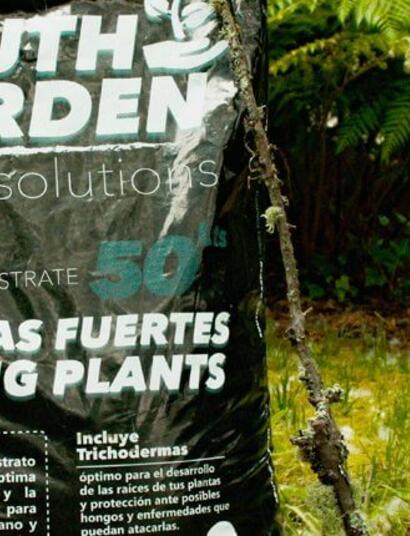 UTH
RDEN
solutions
STRATE 50 Lts
AS FUERTES
G PLANTS
strato
ptima
y la
para
ano y
Incluye
Trichodermas
óptimo para el desarrollo
de las raíces de tus plantas
y protección ante posibles
hongos y enfermedades que
puedan atacarlas.